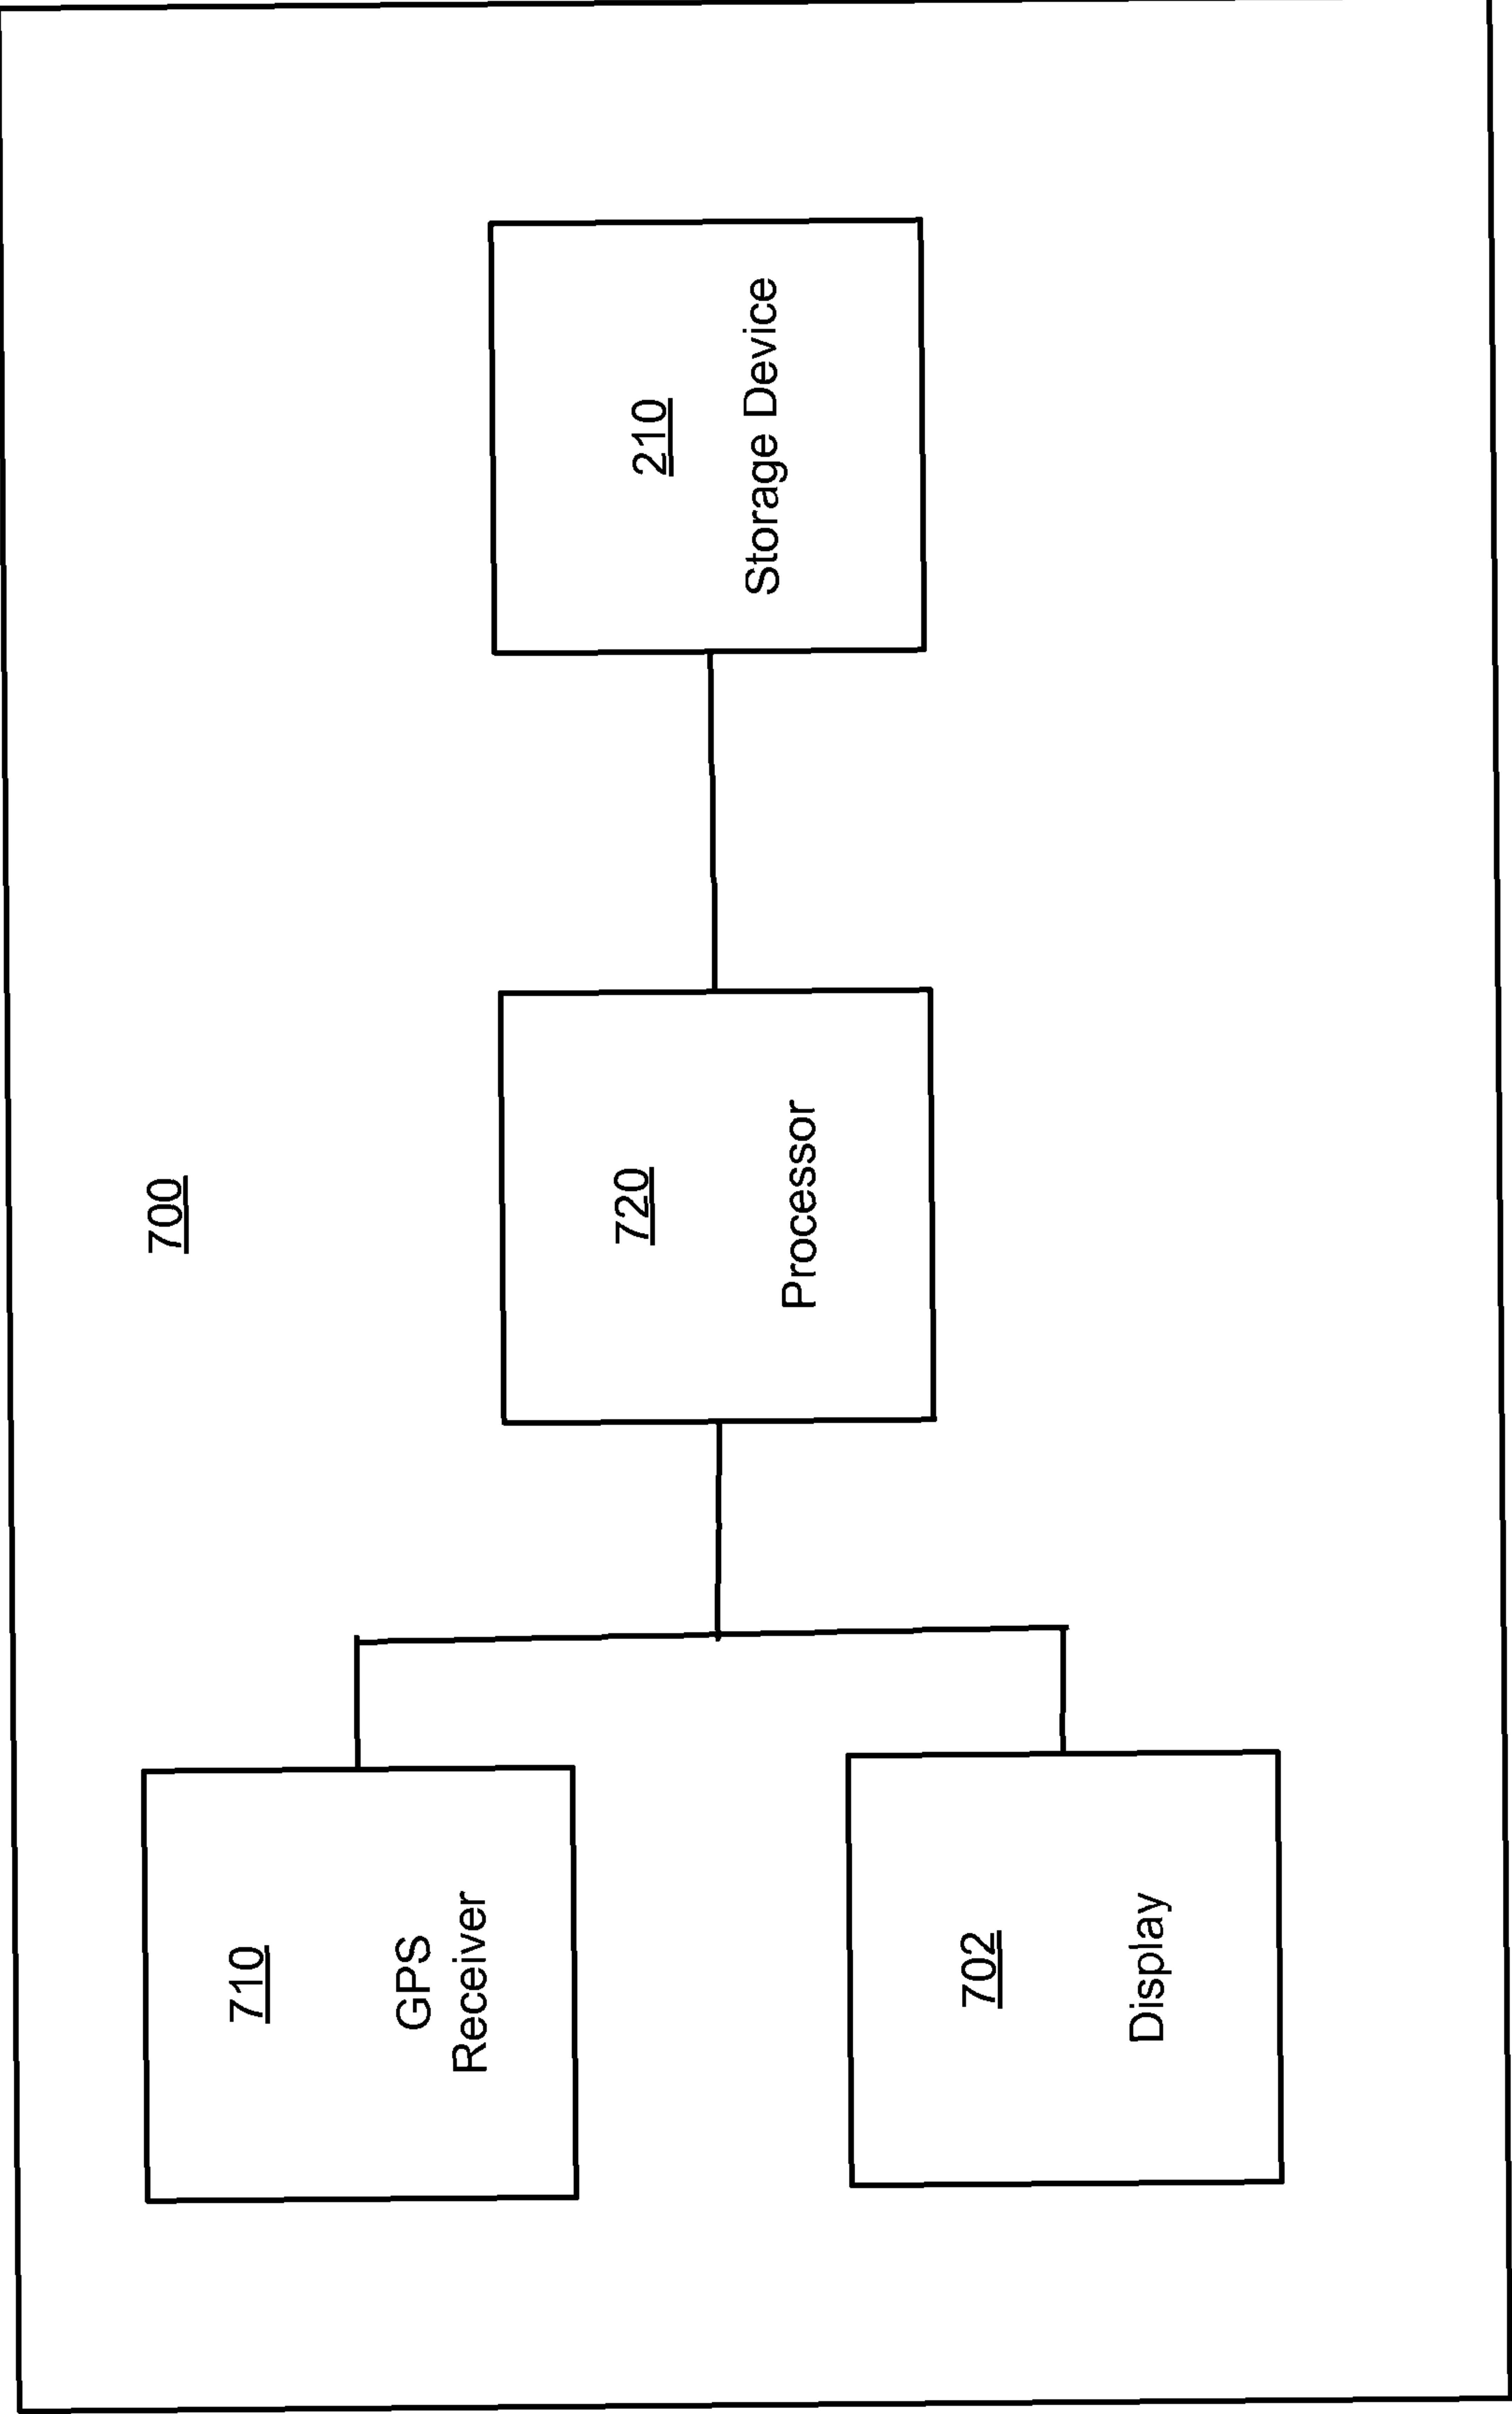 700
710
GPS
Receiver
702
Display
720
Processor
210
Storage Device